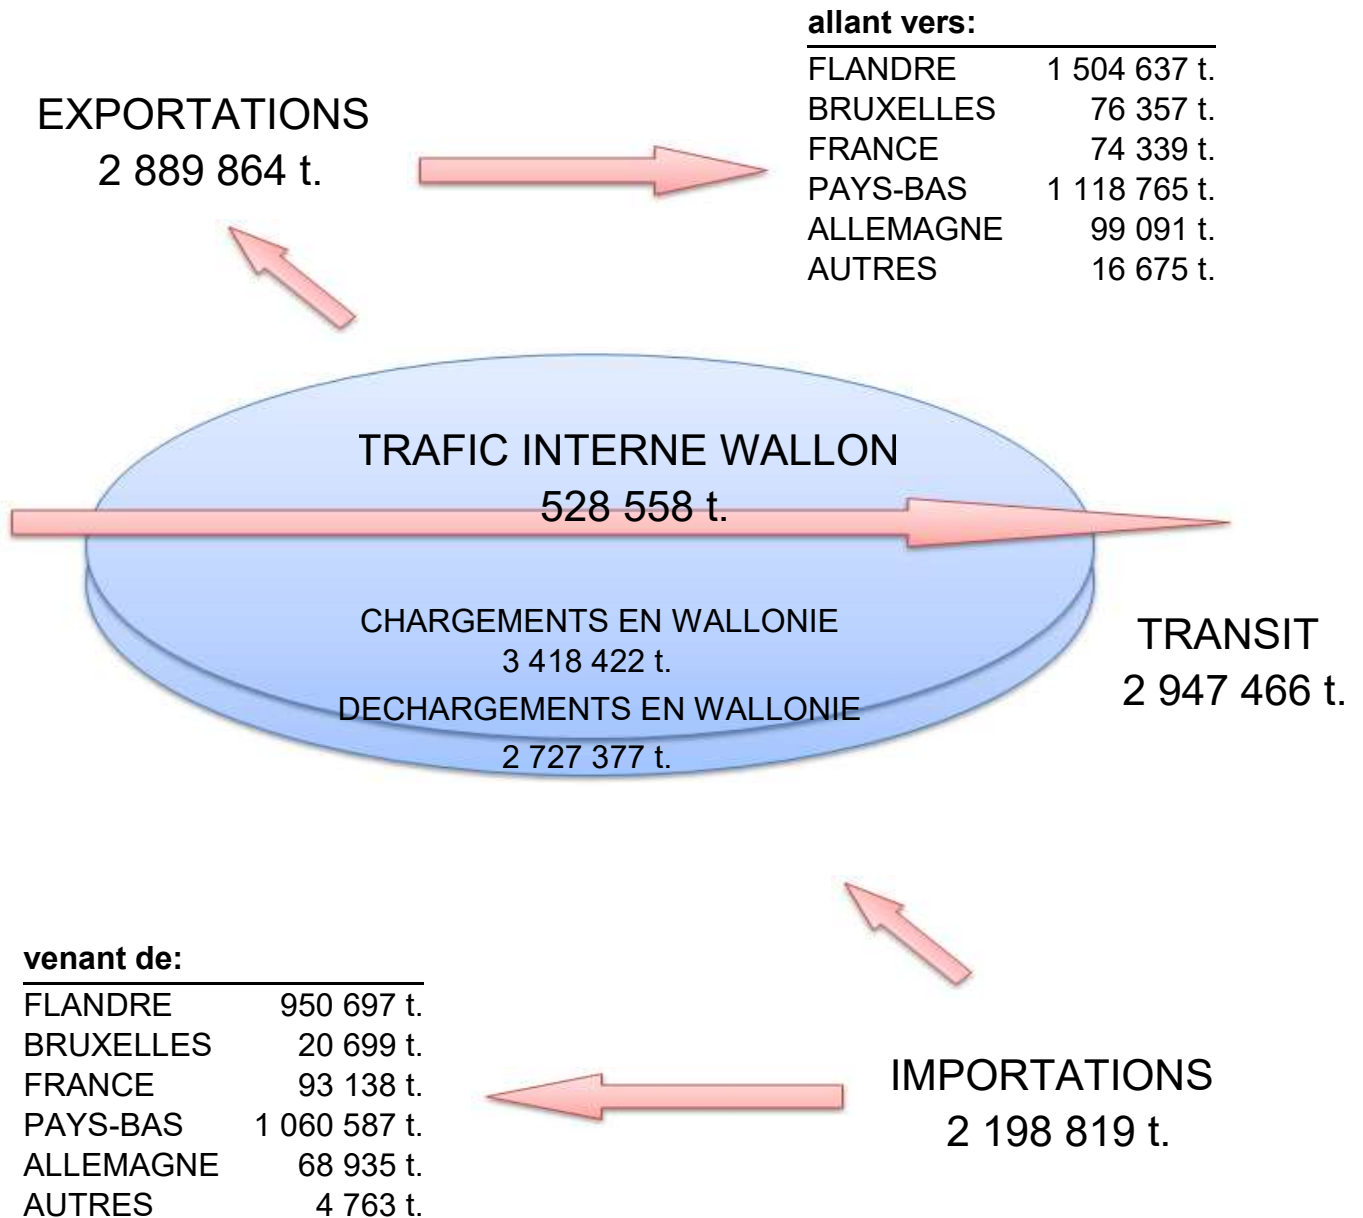 allant vers:
FLANDRE 1 504 637 t.
BRUXELLES 76 357 t.
FRANCE 74 339 t.
PAYS-BAS 1 118 765 t.
ALLEMAGNE 99 091 t.
AUTRES 16 675 t.
EXPORTATIONS
2 889 864 t.
TRAFIC INTERNE WALLON
528 558 t.
CHARGEMENTS EN WALLONIE
3 418 422 t.
DECHARGEMENTS EN WALLONIE
2 727 377 t.
TRANSIT
2 947 466 t.
venant de:
FLANDRE 950 697 t.
BRUXELLES 20 699 t.
FRANCE 93 138 t.
PAYS-BAS 1 060 587 t.
ALLEMAGNE 68 935 t.
AUTRES 4 763 t.
IMPORTATIONS
2 198 819 t.